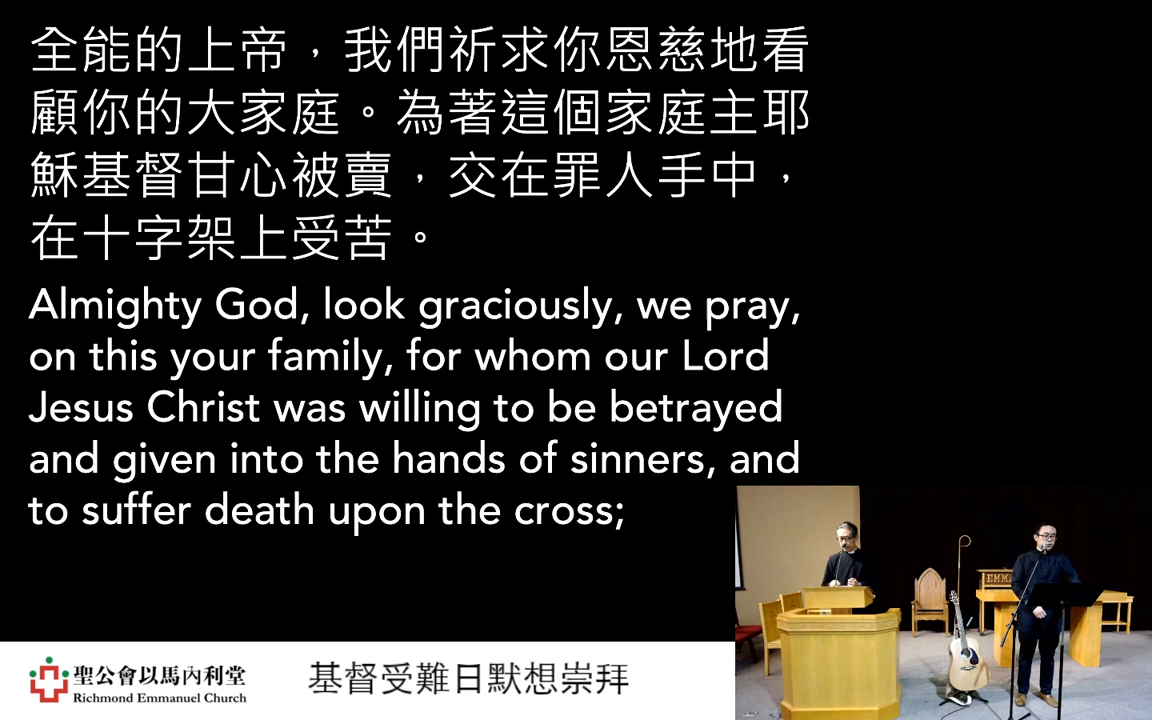 全能的上帝，我們祈求你恩慈地看
顧你的大家庭。為著這個家庭主耶
穌基督甘心被賣，交在罪人手中，
在十字架上受苦。
Almighty God, look graciously, we pray,
on this your family, for whom our Lord
Jesus Christ was willing to be betrayed
and given into the hands of sinners, and
to suffer death upon the cross;
聖公會以馬內利堂
Richmond Emmanuel Church
基督受難日默想崇拜